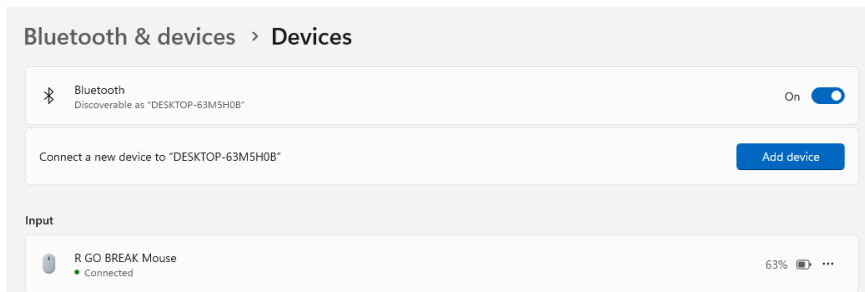 Bluetooth & devices > Devices
Bluetooth
Discoverable as "DESKTOP-63M5H0B"
On
Connect a new device to “DESKTOP-63M5H0B”
Add device
Input
R GO BREAK Mouse
Connected
63%